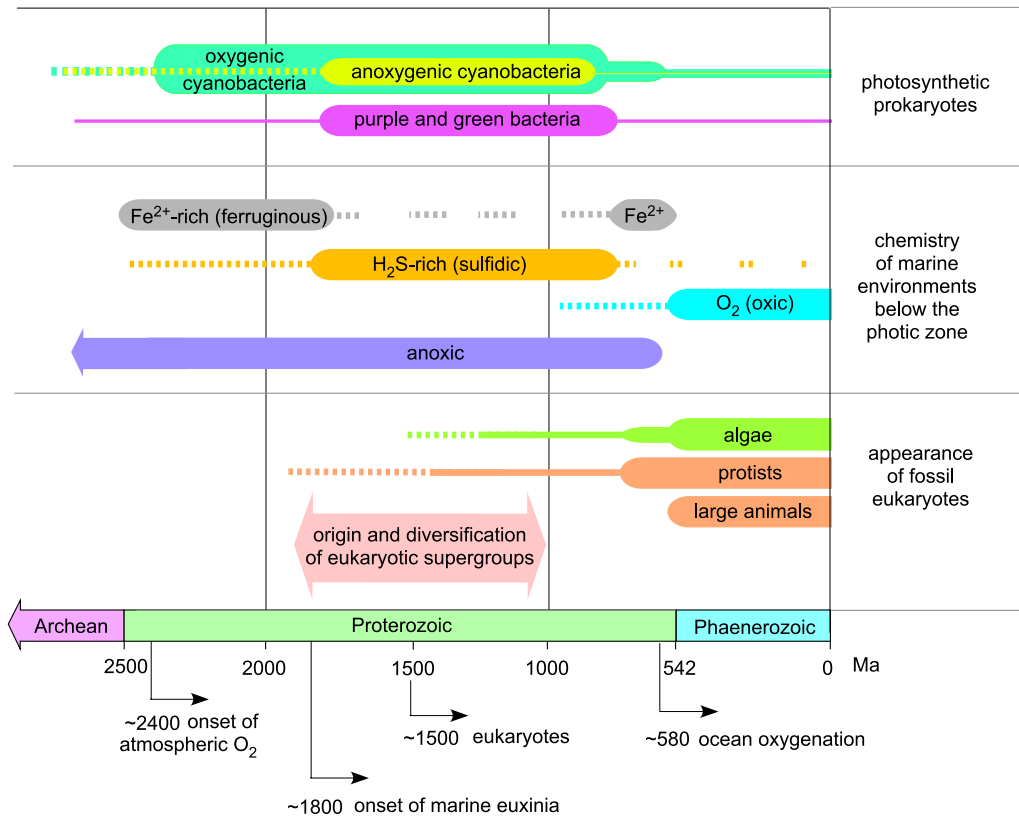 oxygenic
cyanobacteria
anoxygenic cyanobacteria
photosynthetic
prokaryotes
purple and green bacteria
Fe²⁺-rich (ferruginous)
Fe²⁺
H₂S-rich (sulfidic)
O₂ (oxic)
anoxic
chemistry
of marine
environments
below the
photic zone
algae
protists
large animals
appearance
of fossil
eukaryotes
origin and diversification
of eukaryotic supergroups
Archean
Proterozoic
Phaenerozoic
2500
2000
1500
1000
542
0
Ma
~2400 onset of
atmospheric O₂
~1500 eukaryotes
~580 ocean oxygenation
~1800 onset of marine euxinia